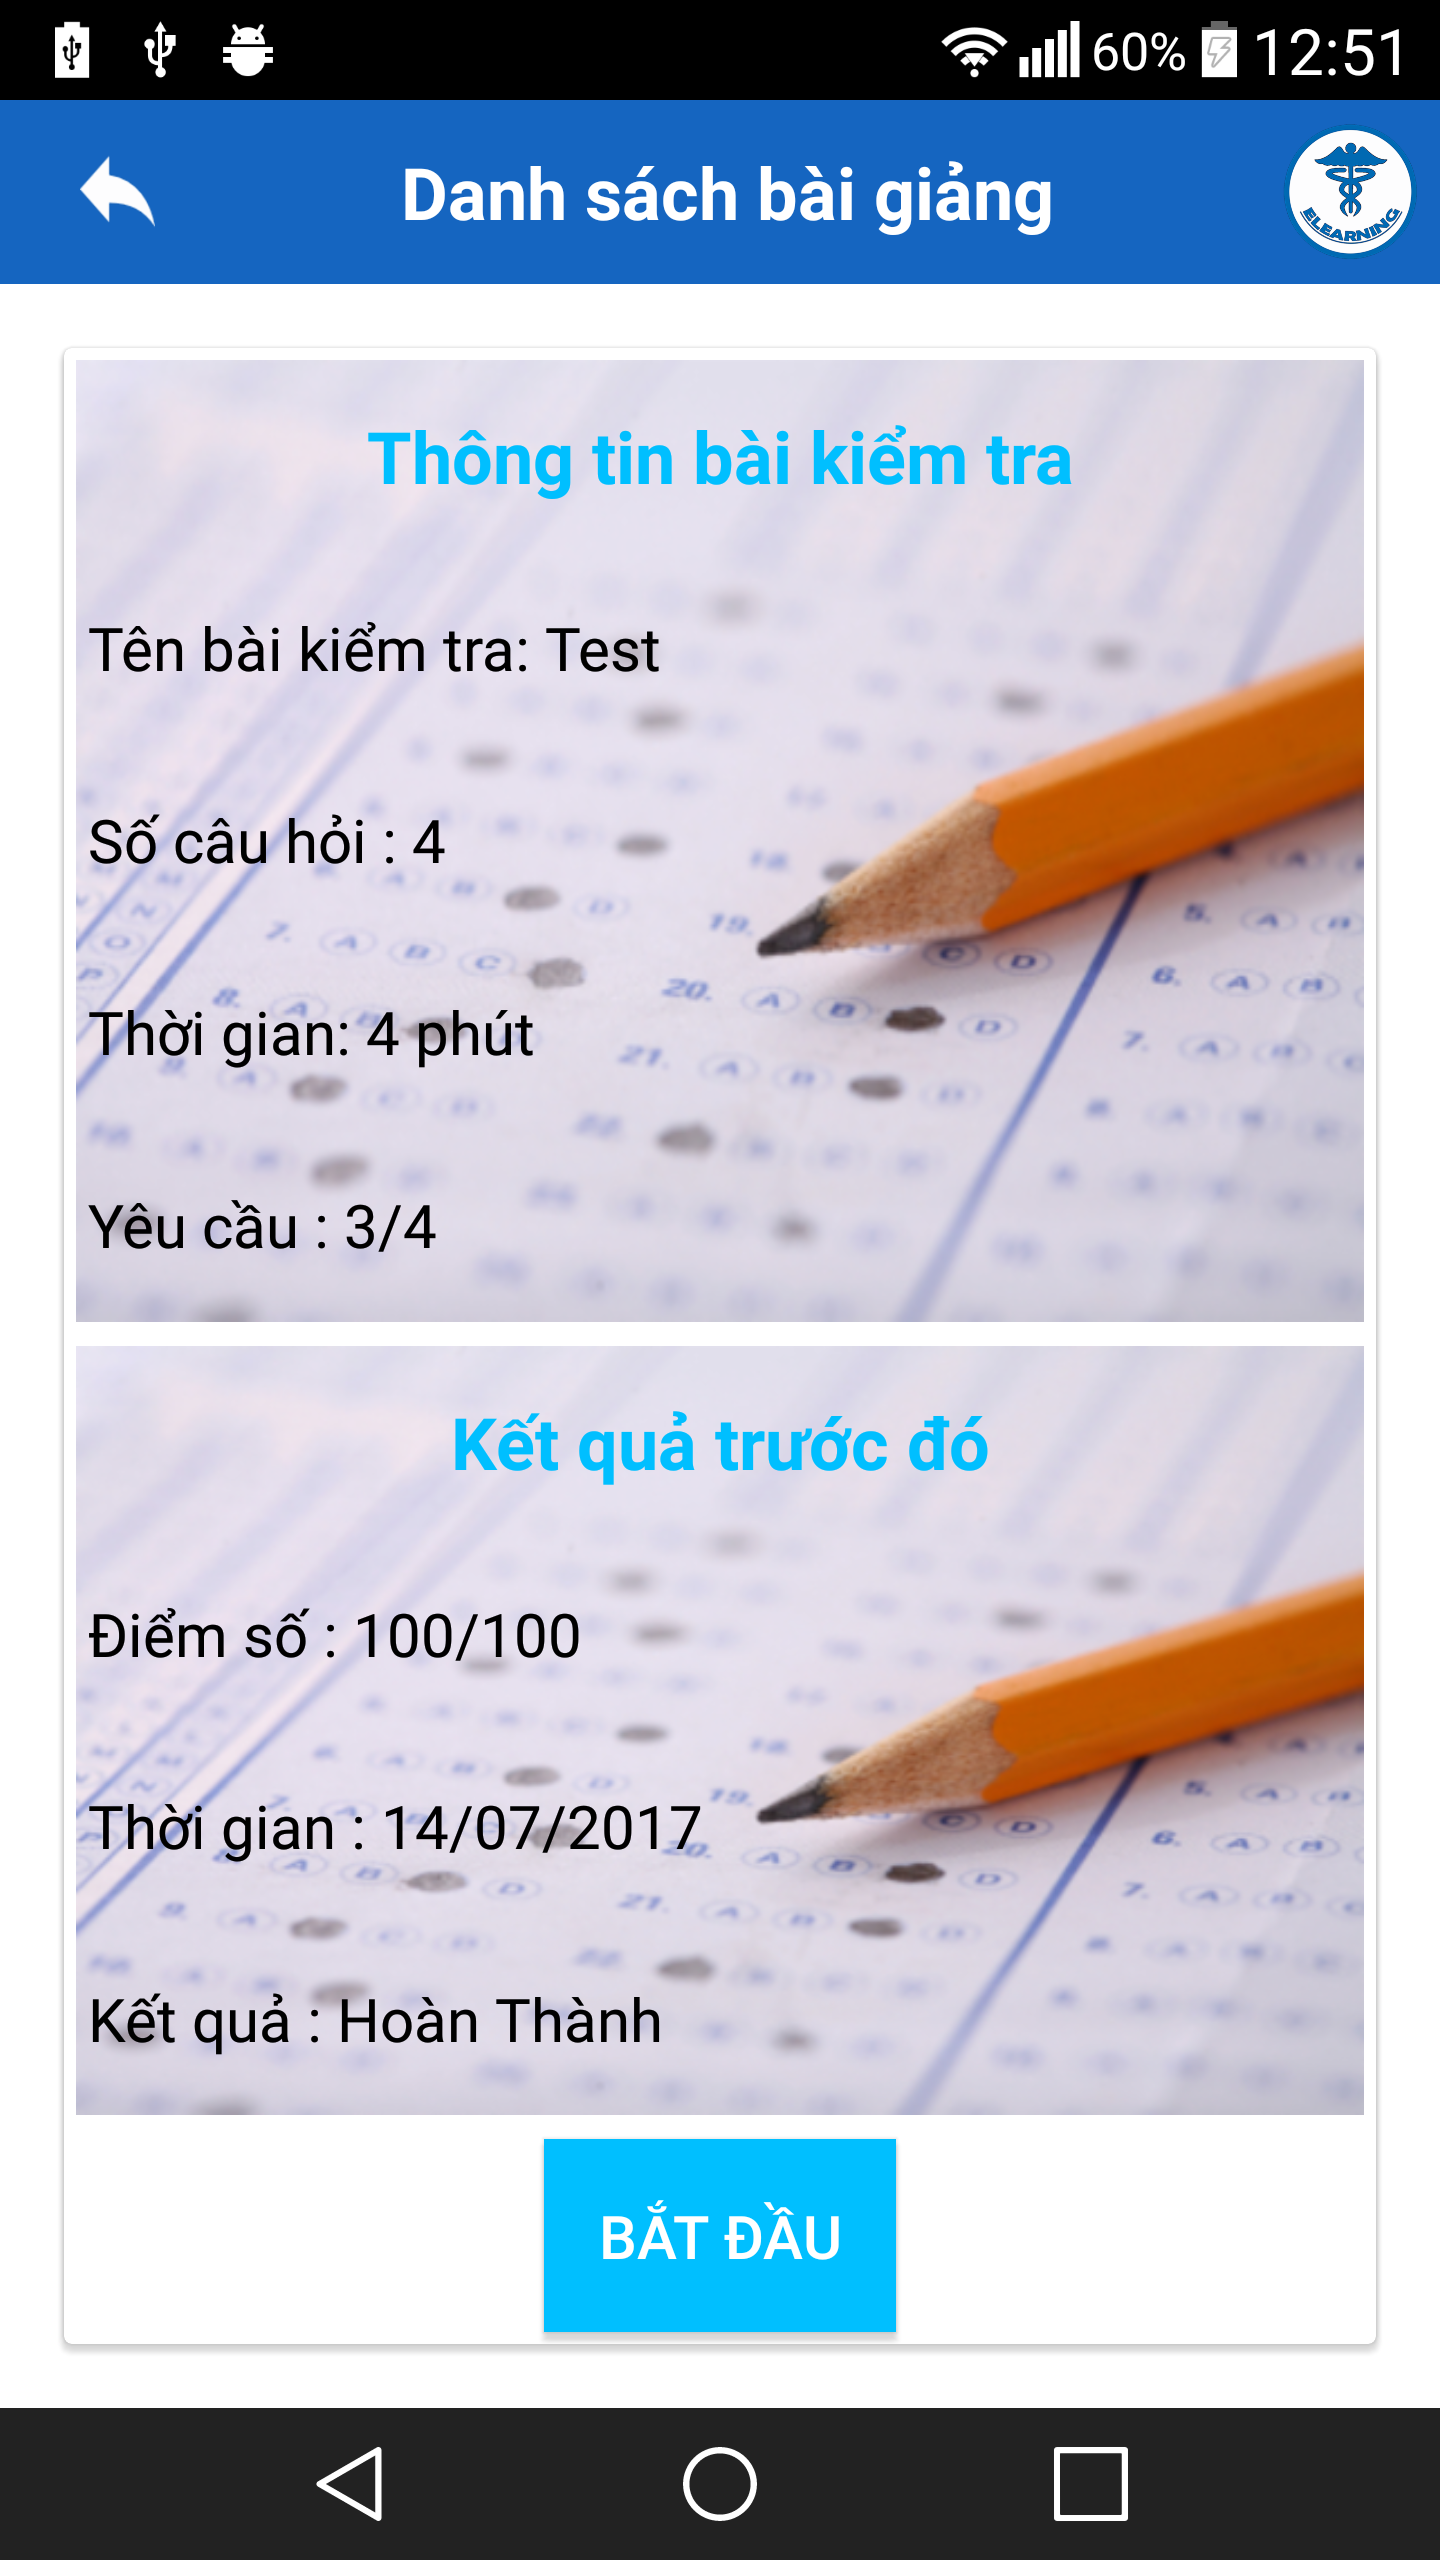 60% 12:51
Danh sách bài giảng
ELEARNING
Thông tin bài kiểm tra
Tên bài kiểm tra: Test
Số câu hỏi : 4
Thời gian: 4 phút
Yêu cầu : 3/4
Kết quả trước đó
Điểm số : 100/100
Thời gian : 14/07/2017
Kết quả : Hoàn Thành
BẮT ĐẦU